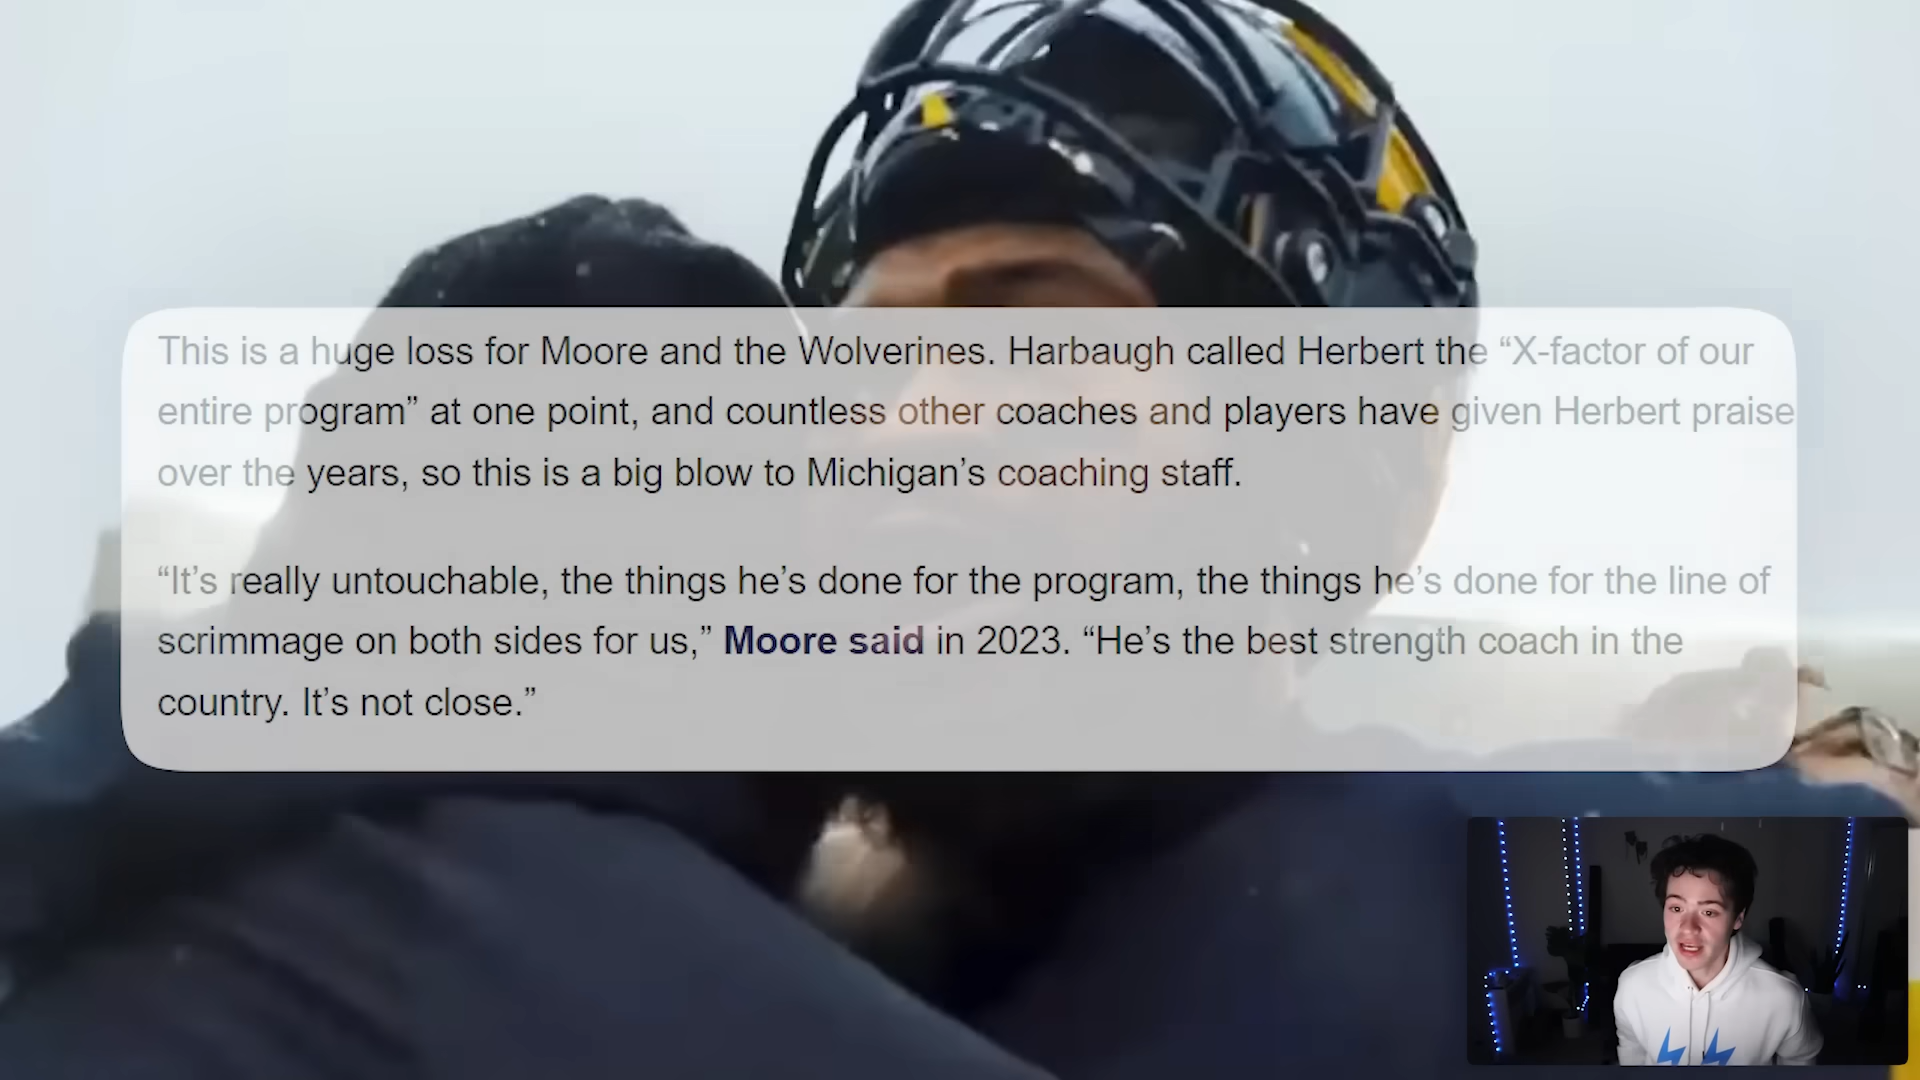 This is a huge loss for Moore and the Wolverines. Harbaugh called Herbert the “X-factor of our
entire program” at one point, and countless other coaches and players have given Herbert praise
over the years, so this is a big blow to Michigan’s coaching staff.
“It’s really untouchable, the things he’s done for the program, the things he’s done for the line of
scrimmage on both sides for us,” Moore said in 2023. “He’s the best strength coach in the
country. It’s not close.”